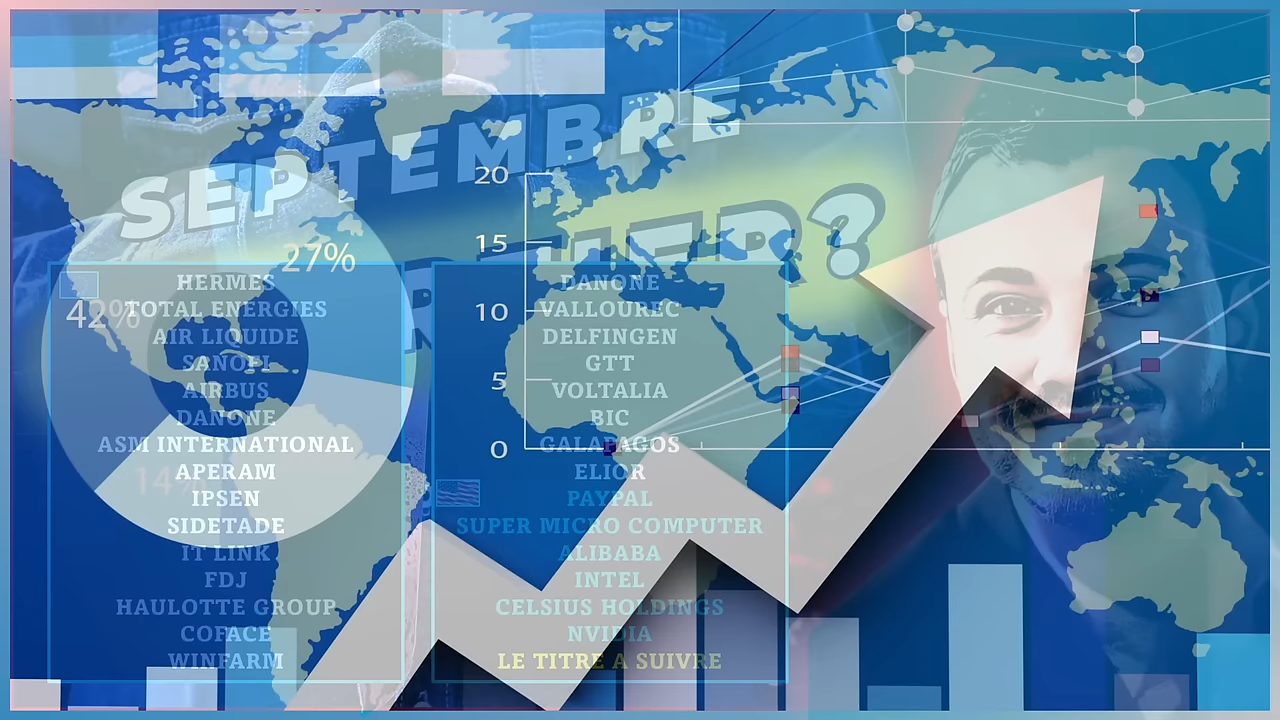 SEPTEMBRE
20
15
10
5
0
27%
42%
14%
HERMES
TOTAL ENERGIES
AIR LIQUIDE
SANOFI
AIRBUS
DANONE
ASM INTERNATIONAL
APERAM
IPSEN
SIDETADE
IT LINK
FDJ
HAULOTTE GROUP
COFACE
WINFARM
DANONE
VALLOUREC
DELFINGEN
GTT
VOLTALIA
BIC
GALAPAGOS
ELIOR
PAYPAL
SUPER MICRO COMPUTER
ALIBABA
INTEL
CELSIUS HOLDINGS
NVIDIA
LE TITRE A SUIVRE